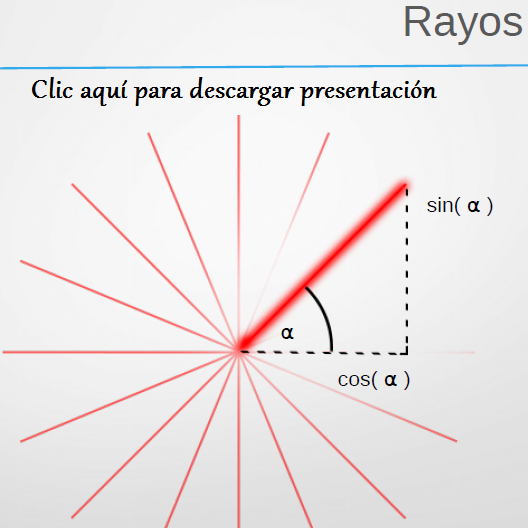 Rayos
Clic aquí para descargar presentación
sin( α )
α
cos( α )